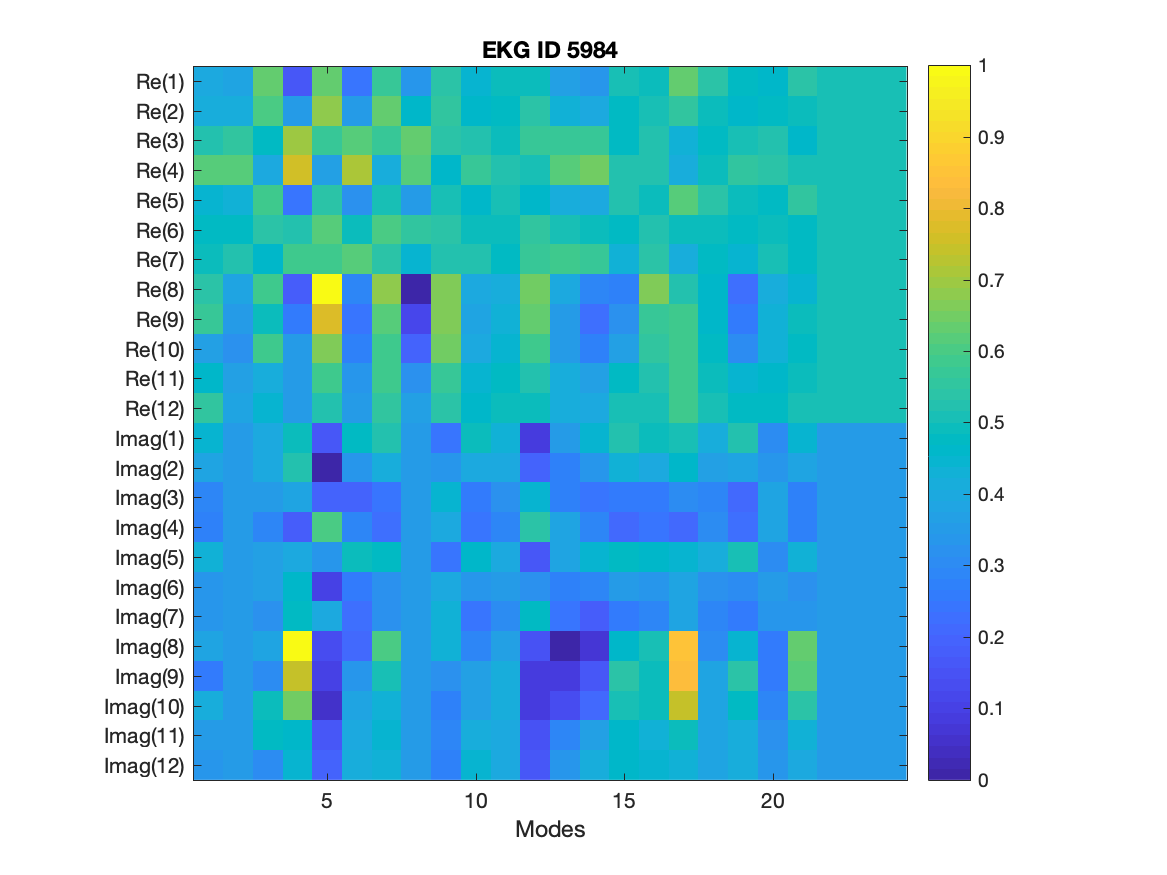 EKG ID 5984
Re(1)
Re(2)
Re(3)
Re(4)
Re(5)
Re(6)
Re(7)
Re(8)
Re(9)
Re(10)
Re(11)
Re(12)
Imag(1)
Imag(2)
Imag(3)
Imag(4)
Imag(5)
Imag(6)
Imag(7)
Imag(8)
Imag(9)
Imag(10)
Imag(11)
Imag(12)
5 10 15 20
Modes
1
0.9
0.8
0.7
0.6
0.5
0.4
0.3
0.2
0.1
0